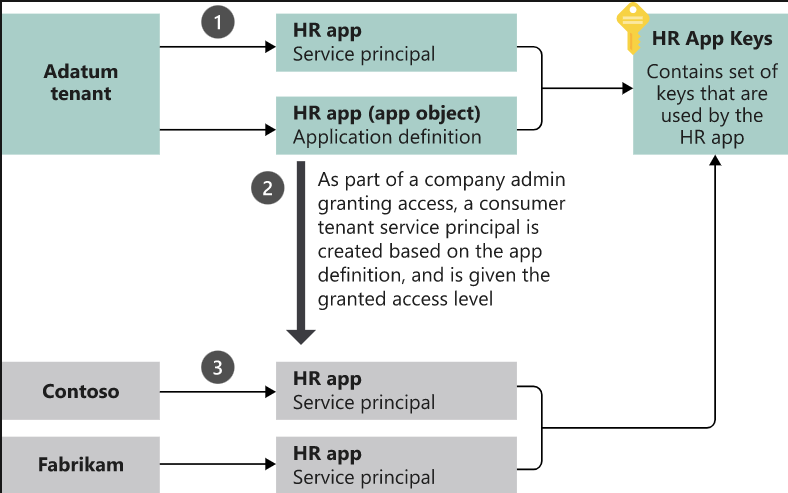 1
Adatum
tenant
HR app
Service principal
HR app (app object)
Application definition
HR App Keys
Contains set of
keys that are
used by the
HR app
2
As part of a company admin
granting access, a consumer
tenant service principal is
created based on the app
definition, and is given the
granted access level
3
Contoso
HR app
Service principal
Fabrikam
HR app
Service principal